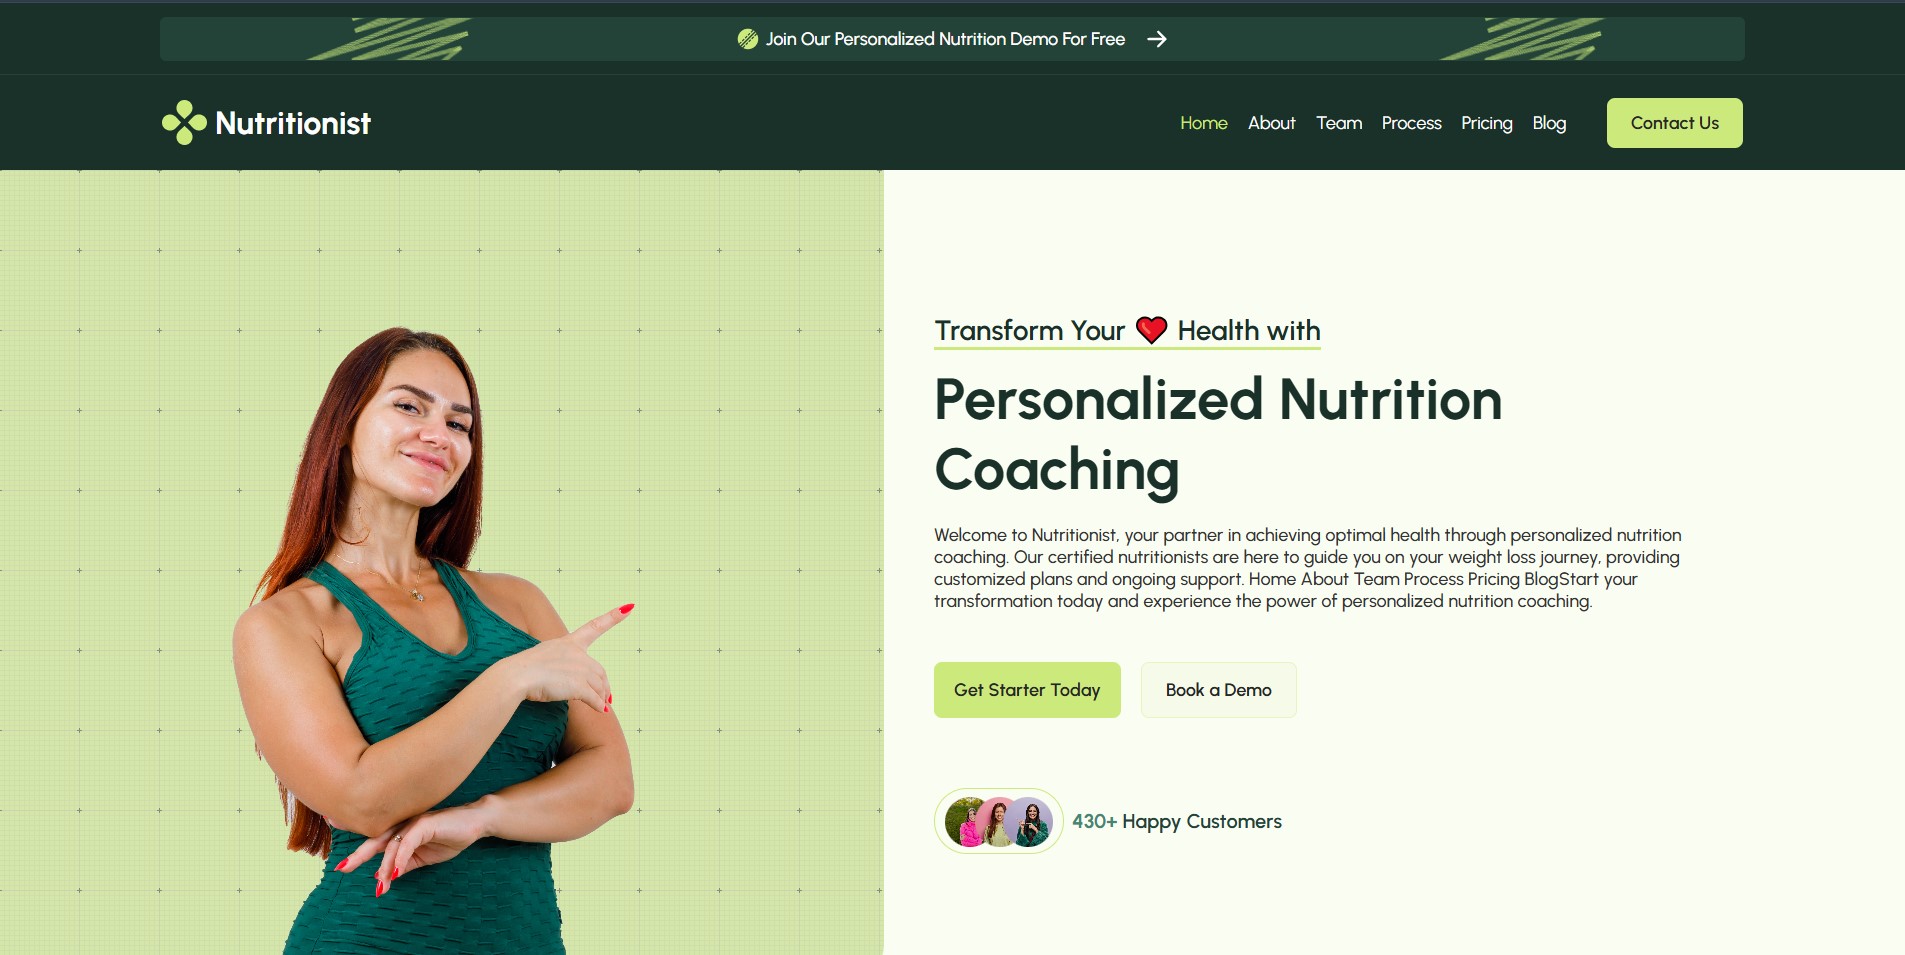 Join Our Personalized Nutrition Demo For Free
Nutritionist
Home About Team Process Pricing Blog Contact Us
Transform Your ❤️ Health with
Personalized Nutrition
Coaching
Welcome to Nutritionist, your partner in achieving optimal health through personalized nutrition
coaching. Our certified nutritionists are here to guide you on your weight loss journey, providing
customized plans and ongoing support. Home About Team Process Pricing BlogStart your
transformation today and experience the power of personalized nutrition coaching.
Get Starter Today
Book a Demo
430+ Happy Customers